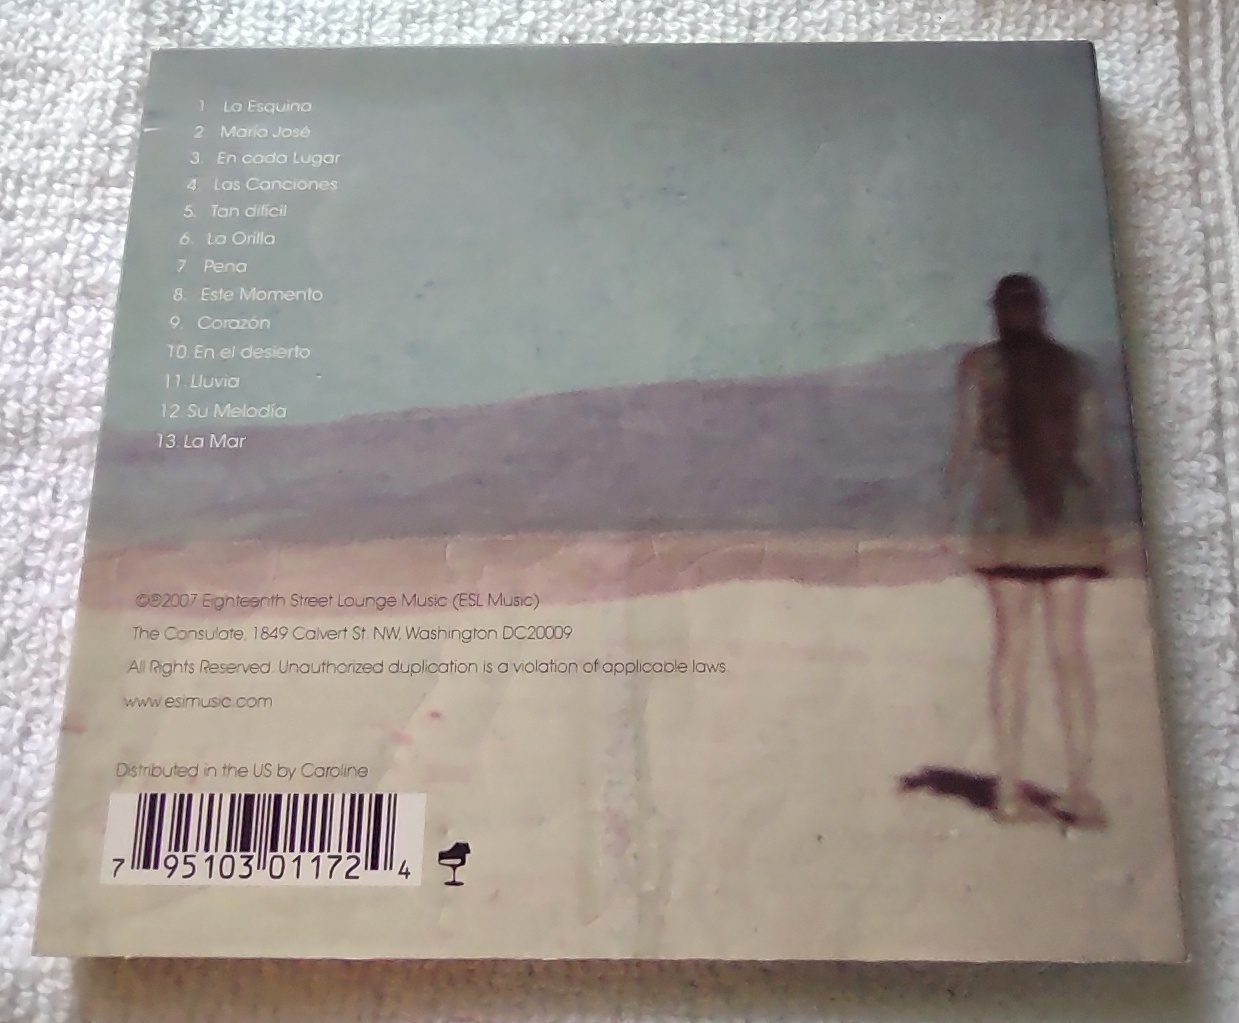 1 La Esquina
2 María José
3. En cada Lugar
4. Las Canciones
5. Tan difícil
6. La Orilla
7 Pena
8. Este Momento
9. Corazón
10. En el desierto
11. Lluvia
12. Su Melodía
13. La Mar
©℗2007 Eighteenth Street Lounge Music (ESL Music)
The Consulate, 1849 Calvert St. NW, Washington DC20009
All Rights Reserved. Unauthorized duplication is a violation of applicable laws.
www.eslmusic.com
Distributed in the US by Caroline
7 95103 01172 4